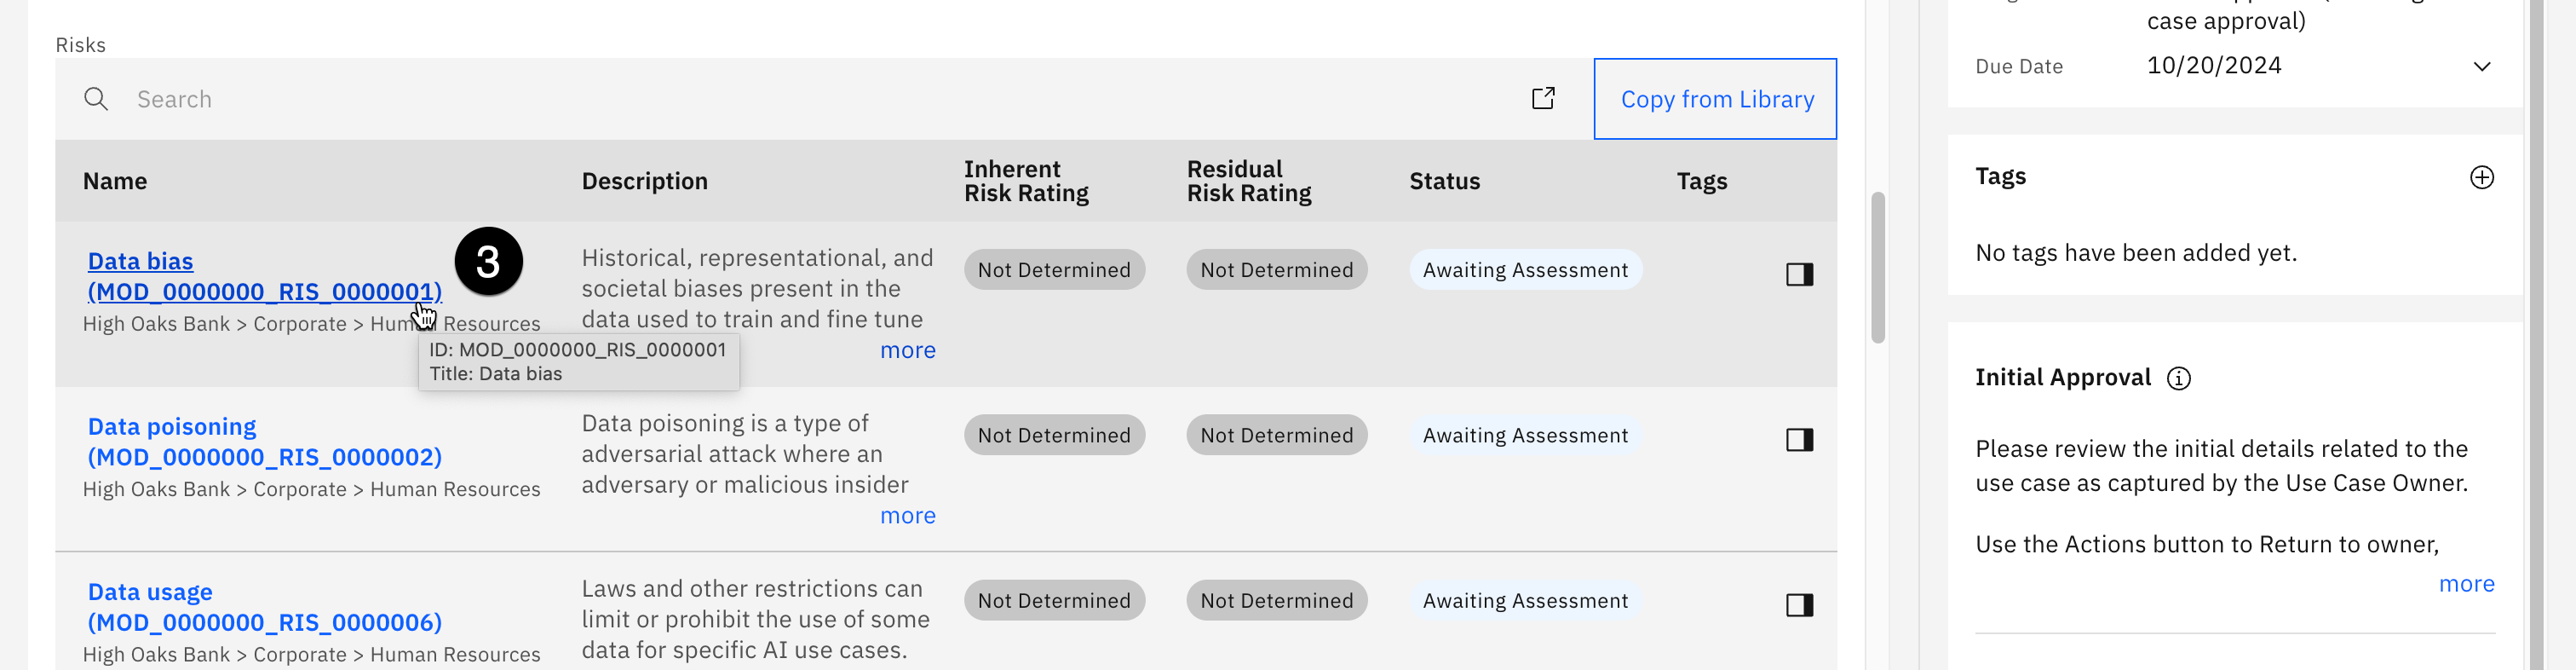 Risks
Search
Copy from Library
Name
Description
Inherent
Risk Rating
Residual
Risk Rating
Status
Tags
Data bias
(MOD_0000000_RIS_0000001)
High Oaks Bank > Corporate > Human Resources
3
Historical, representational, and
societal biases present in the
data used to train and fine tune
more
Not Determined
Not Determined
Awaiting Assessment
ID: MOD_0000000_RIS_0000001
Title: Data bias
Data poisoning
(MOD_0000000_RIS_0000002)
High Oaks Bank > Corporate > Human Resources
Data poisoning is a type of
adversarial attack where an
adversary or malicious insider
more
Not Determined
Not Determined
Awaiting Assessment
Data usage
(MOD_0000000_RIS_0000006)
High Oaks Bank > Corporate > Human Resources
Laws and other restrictions can
limit or prohibit the use of some
data for specific AI use cases.
Not Determined
Not Determined
Awaiting Assessment
case approval)
Due Date
10/20/2024
Tags
No tags have been added yet.
Initial Approval
Please review the initial details related to the
use case as captured by the Use Case Owner.
Use the Actions button to Return to owner,
more